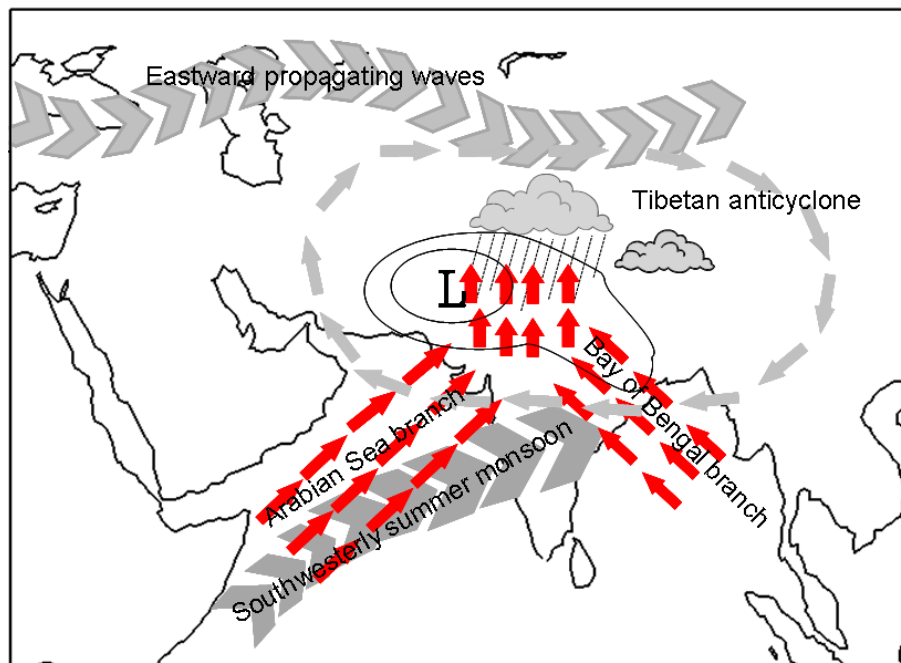 Eastward propagating waves
Tibetan anticyclone
L
Bay of Bengal branch
Arabian Sea branch
Southwesterly summer monsoon